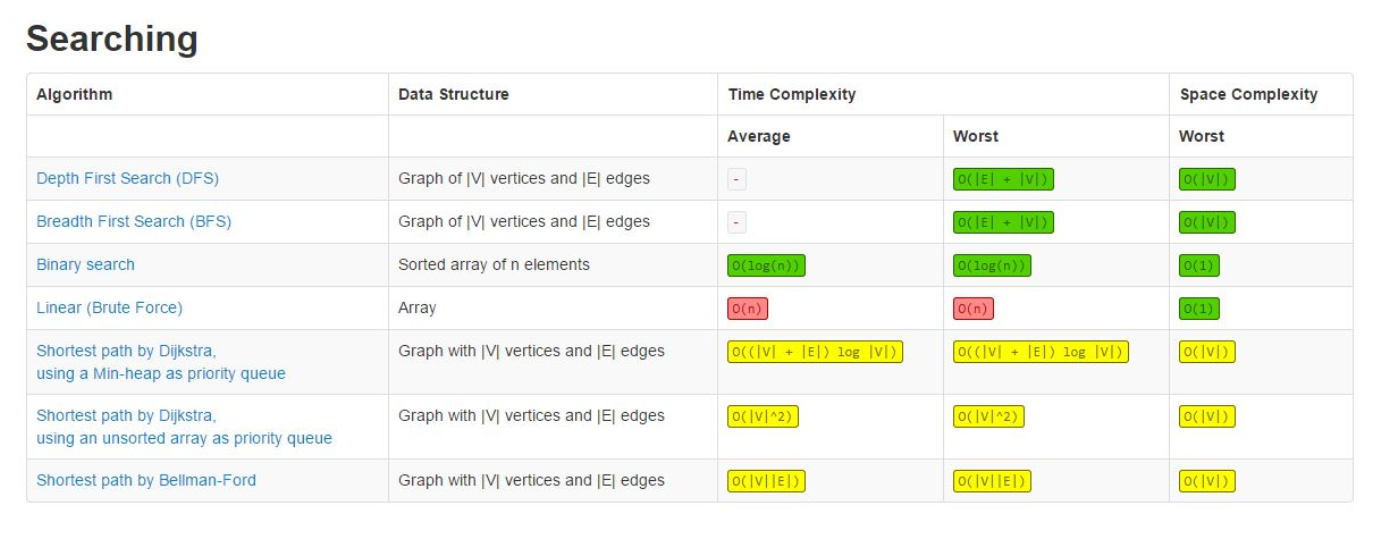 Searching
Algorithm Data Structure Time Complexity Space Complexity
Average Worst Worst
Depth First Search (DFS) Graph of |V| vertices and |E| edges - O(|E| + |V|) O(|V|)
Breadth First Search (BFS) Graph of |V| vertices and |E| edges - O(|E| + |V|) O(|V|)
Binary search Sorted array of n elements O(log(n)) O(log(n)) O(1)
Linear (Brute Force) Array O(n) O(n) O(1)
Shortest path by Dijkstra, Graph with |V| vertices and |E| edges O((|V| + |E|) log |V|) O((|V| + |E|) log |V|) O(|V|)
using a Min-heap as priority queue
Shortest path by Dijkstra, Graph with |V| vertices and |E| edges O(|V|^2) O(|V|^2) O(|V|)
using an unsorted array as priority queue
Shortest path by Bellman-Ford Graph with |V| vertices and |E| edges O(|V||E|) O(|V||E|) O(|V|)